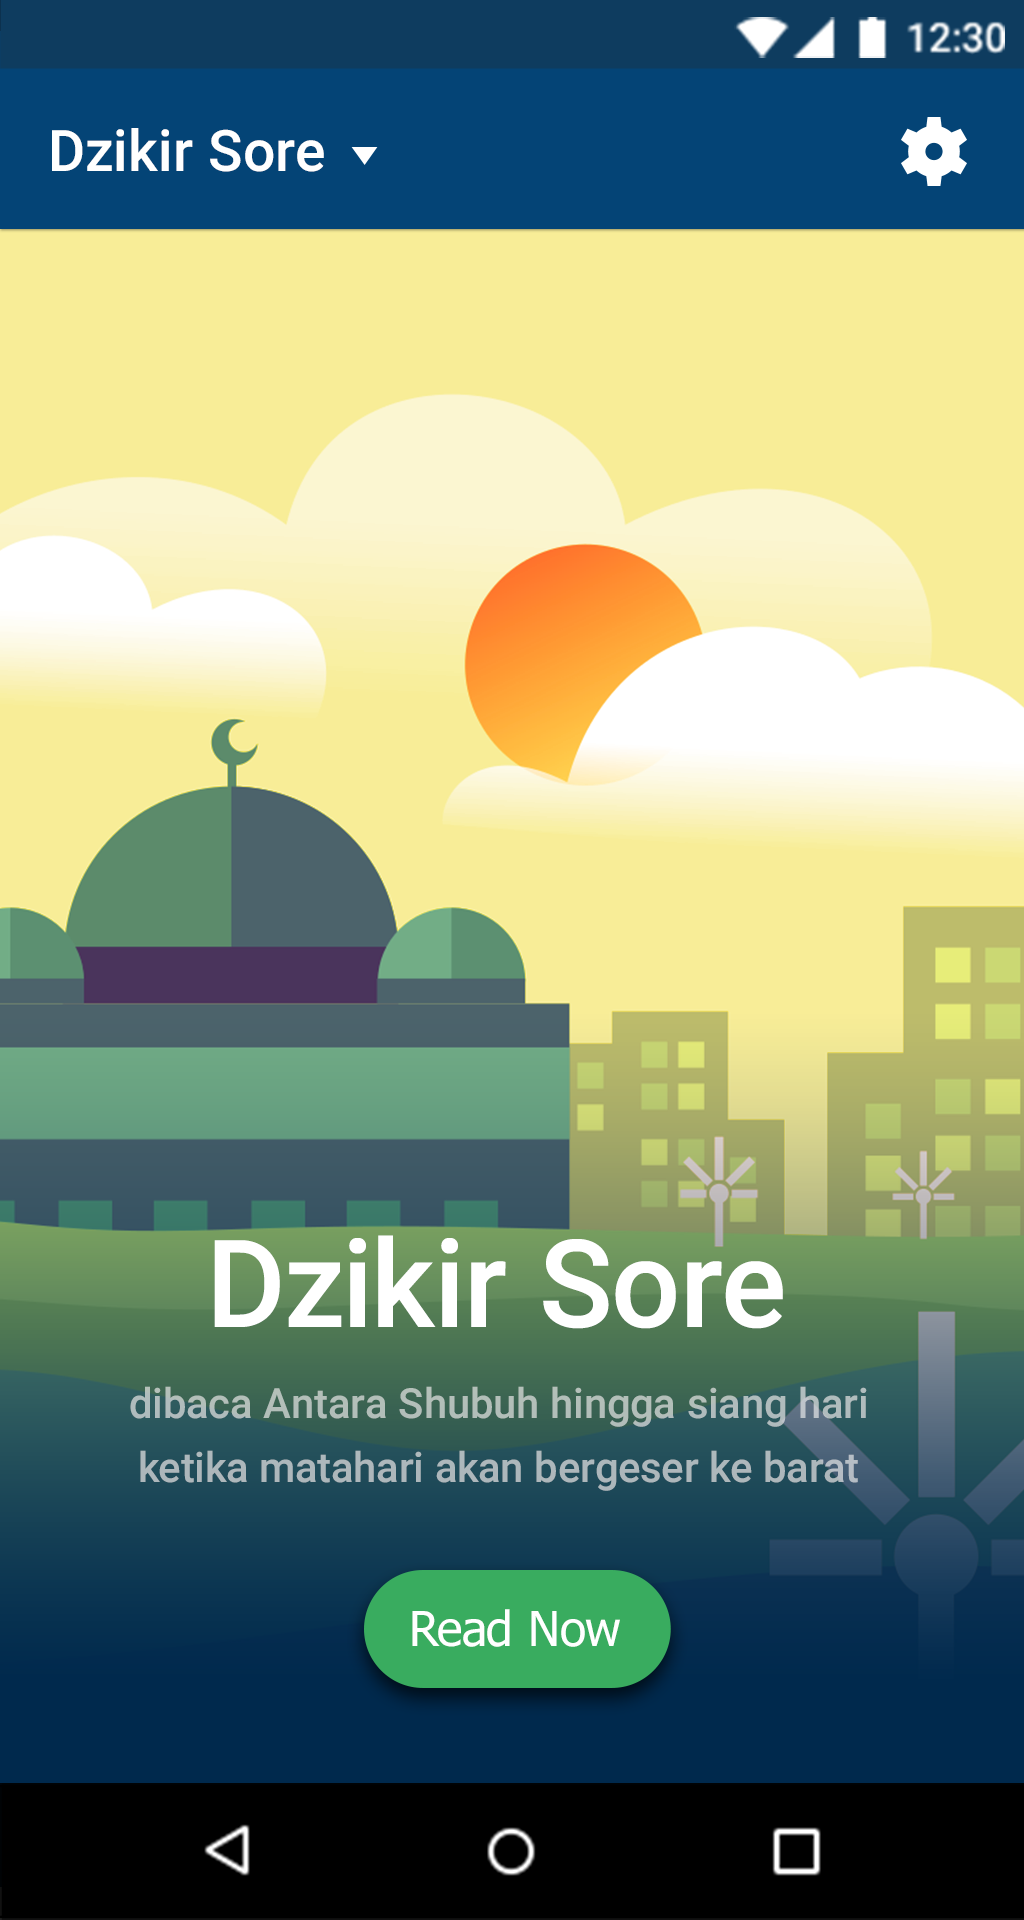 12:30
Dzikir Sore
Dzikir Sore
dibaca Antara Shubuh hingga siang hari
ketika matahari akan bergeser ke barat
Read Now